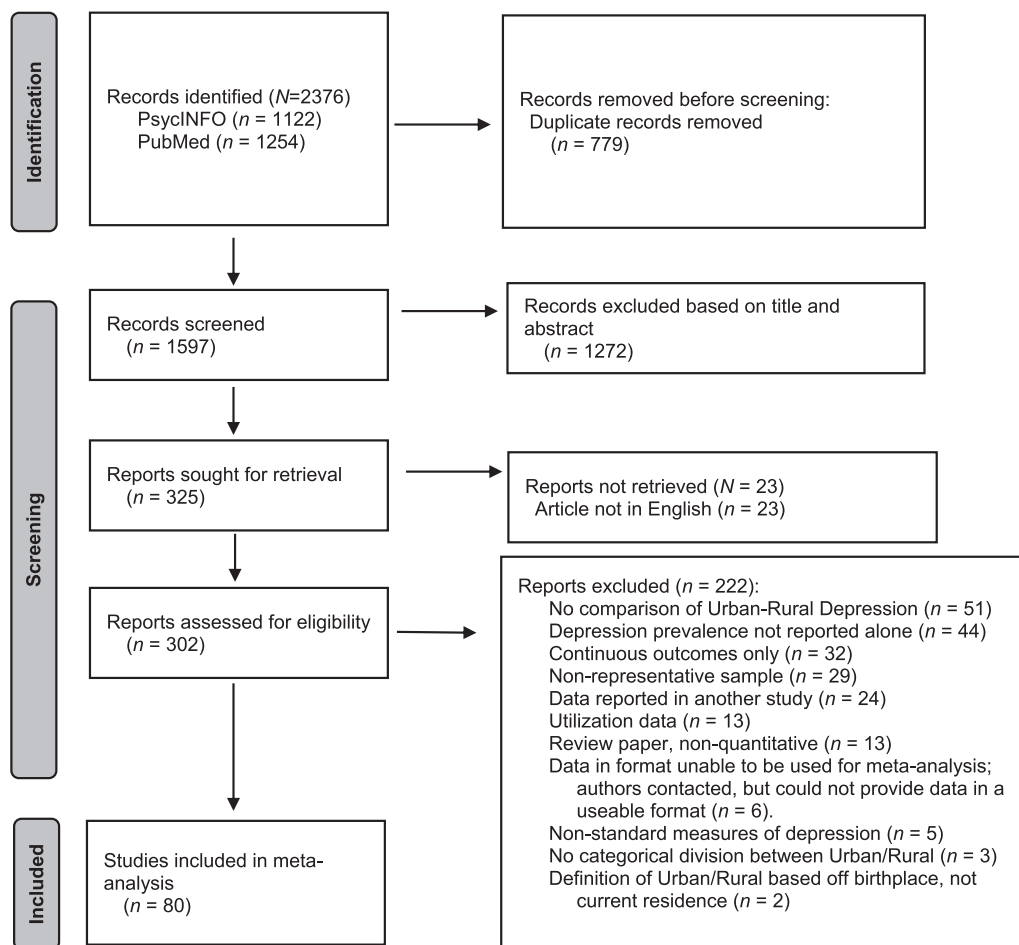 Identification
Records identified (N=2376)
PsycINFO (n = 1122)
PubMed (n = 1254)
Records removed before screening:
Duplicate records removed
(n = 779)
Screening
Records screened
(n = 1597)
Records excluded based on title and
abstract
(n = 1272)
Reports sought for retrieval
(n = 325)
Reports not retrieved (N = 23)
Article not in English (n = 23)
Reports assessed for eligibility
(n = 302)
Reports excluded (n = 222):
No comparison of Urban-Rural Depression (n = 51)
Depression prevalence not reported alone (n = 44)
Continuous outcomes only (n = 32)
Non-representative sample (n = 29)
Data reported in another study (n = 24)
Utilization data (n = 13)
Review paper, non-quantitative (n = 13)
Data in format unable to be used for meta-analysis;
authors contacted, but could not provide data in a
useable format (n = 6).
Non-standard measures of depression (n = 5)
No categorical division between Urban/Rural (n = 3)
Definition of Urban/Rural based off birthplace, not
current residence (n = 2)
Included
Studies included in meta-
analysis
(n = 80)